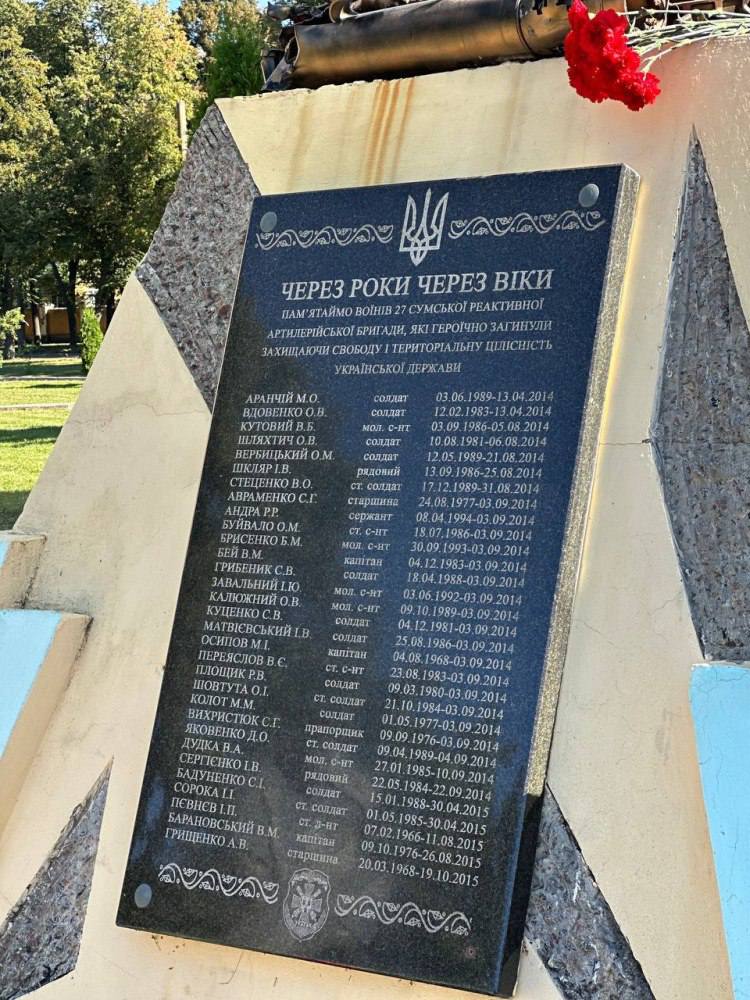 ЧЕРЕЗ РОКИ ЧЕРЕЗ ВІКИ
ПАМ'ЯТАЙМО ВОЇНІВ 27 СУМСЬКОЇ РЕАКТИВНОЇ
АРТИЛЕРІЙСЬКОЇ БРИГАДИ, ЯКІ ГЕРОЇЧНО ЗАГИНУЛИ
ЗАХИЩАЮЧИ СВОБОДУ І ТЕРИТОРІАЛЬНУ ЦІЛІСНІСТЬ
УКРАЇНСЬКОЇ ДЕРЖАВИ
АРАНЧІЙ М.О. солдат 03.06.1989-13.04.2014
ВДОВЕНКО О.В. солдат 12.02.1983-13.04.2014
КУТОВИЙ В.Б. мол. с-нт 03.09.1986-05.08.2014
ШЛЯХТИЧ О.В. солдат 10.08.1981-06.08.2014
ВЕРБИЦЬКИЙ О.М. солдат 12.05.1989-21.08.2014
ШКЛЯР І.В. рядовий 13.09.1986-25.08.2014
СТЕЦЕНКО В.О. ст. солдат 17.12.1989-31.08.2014
АВРАМЕНКО С.Г. старшина 24.08.1977-03.09.2014
АНДРА Р.Р. сержант 08.04.1994-03.09.2014
БУЙВАЛО О.М. ст. с-нт 18.07.1986-03.09.2014
БРИСЕНКО Б.М. мол. с-нт 30.09.1993-03.09.2014
БЕЙ В.М. капітан 04.12.1983-03.09.2014
ГРИБЕНИК С.В. солдат 18.04.1988-03.09.2014
ЗАВАЛЬНИЙ І.Ю. мол. с-нт 03.06.1992-03.09.2014
КАЛЮЖНИЙ О.В. мол. с-нт 09.10.1989-03.09.2014
КУЦЕНКО С.В. солдат 04.12.1981-03.09.2014
МАТВІЄВСЬКИЙ І.В. солдат 25.08.1986-03.09.2014
ОСИПОВ М.І. капітан 04.08.1968-03.09.2014
ПЕРЕЯСЛОВ В.Є. ст. с-нт 23.08.1983-03.09.2014
ПЛОЩИК Р.В. солдат 09.03.1980-03.09.2014
ШОВТУТА О.І. ст. солдат 21.10.1984-03.09.2014
КОЛОТ М.М. солдат 01.05.1977-03.09.2014
ВИХРИСТЮК С.Г. прапорщик 09.09.1976-03.09.2014
ЯКОВЕНКО Д.О. ст. солдат 09.04.1989-04.09.2014
ДУДКА В.А. мол. с-нт 27.01.1985-10.09.2014
СЕРГІЄНКО І.В. рядовий 22.05.1984-22.09.2014
БАДУНЕНКО С.І. солдат 15.01.1988-30.04.2015
СОРОКА І.І. ст. солдат 01.05.1985-30.04.2015
ПЄВНЄВ І.П. ст. л-нт 07.02.1966-11.08.2015
БАРАНОВСЬКИЙ В.М. капітан 09.10.1976-26.08.2015
ГРИЩЕНКО А.В. старшина 20.03.1968-19.10.2015